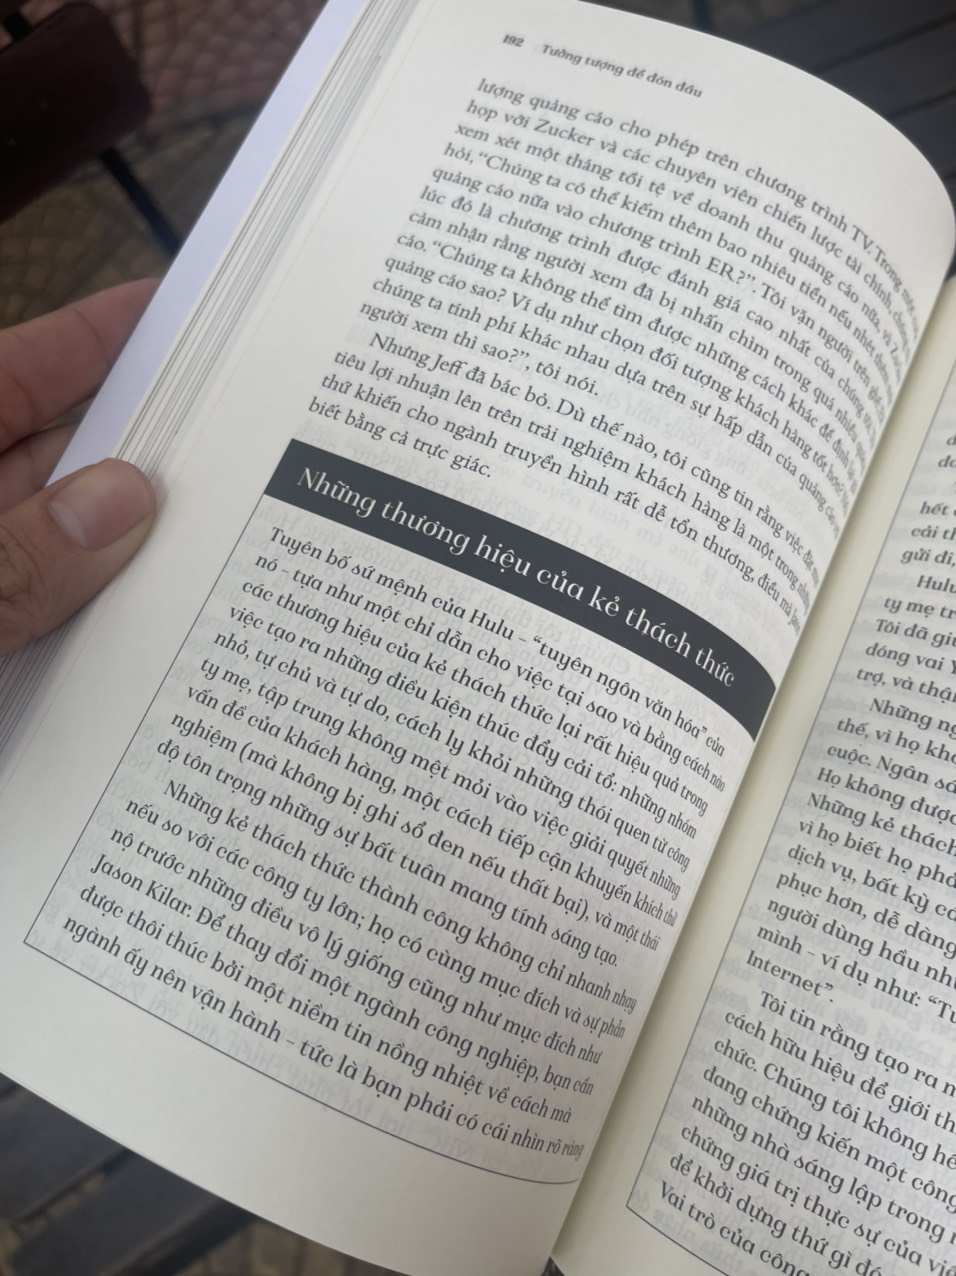 192 Tưởng tượng để đón đầu
lượng quảng cáo cho phép trên chương trình TV. Trong một
họp với Zucker và các chuyên viên chiến lược tài chính,
xem xét một tháng tồi tệ về doanh thu quảng cáo nữa, và
hỏi, “Chúng ta có thể kiếm thêm bao nhiêu tiền nếu nhét thêm
quảng cáo nữa vào chương trình ER?”. Tôi vặn người trên ghế,
lúc đó là chương trình được đánh giá cao nhất của chúng
cảm nhận rằng người xem đã bị nhấn chìm trong quá nhiều
cáo. “Chúng ta không thể tìm được những cách khác để
quảng cáo sao? Ví dụ như chọn đối tượng khách hàng tốt hơn?
chúng ta tính phí khác nhau dựa trên sự hấp dẫn của quảng cáo
người xem thì sao?”, tôi nói.
Nhưng Jeff đã bác bỏ. Dù thế nào, tôi cũng tin rằng việc đặt
tiêu lợi nhuận lên trên trải nghiệm khách hàng là một trong những
thứ khiến cho ngành truyền hình rất dễ tổn thương, điều mà
biết bằng cả trực giác.
Những thương hiệu của kẻ thách thức
Tuyên bố sứ mệnh của Hulu – “tuyên ngôn văn hóa” của
nó – tựa như một chỉ dẫn cho việc tại sao và bằng cách nào
các thương hiệu của kẻ thách thức lại rất hiệu quả trong
việc tạo ra những điều kiện thúc đẩy cải tổ: những nhóm
nhỏ, tự chủ và tự do, cách ly khỏi những thói quen từ công
ty mẹ, tập trung không mệt mỏi vào việc giải quyết những
vấn đề của khách hàng, một cách tiếp cận khuyến khích thử
nghiệm (mà không bị ghi sổ đen nếu thất bại), và một thái
độ tôn trọng những sự bất tuân mang tính sáng tạo.
Những kẻ thách thức thành công không chỉ nhanh nhạy
nếu so với các công ty lớn; họ có cùng mục đích và sự phẫn
nộ trước những điều vô lý giống cũng như mục đích như
Jason Kilar. Để thay đổi một ngành công nghiệp, bạn cần
được thôi thúc bởi một niềm tin nồng nhiệt về cách mà
ngành ấy nên vận hành – tức là bạn phải có cái nhìn rõ ràng
hết
cải
gửi đi,
Hulu
ty mẹ
Tôi đã
đóng vai
trợ, và
Những
thế, vì họ
cuộc. Ngân
Họ không được
Những kẻ thách
vì họ biết họ
dịch vụ, bất kỳ
phục hơn, dễ dàng
người dùng hầu
mình – ví dụ như:
Internet”.
Tôi tin rằng tạo ra
cách hữu hiệu để giới
chức. Chúng tôi không
đang chứng kiến một công
những nhà sáng lập trong
chứng giá trị thực sự của
để khởi dựng thứ gì đó
Vai trò của công